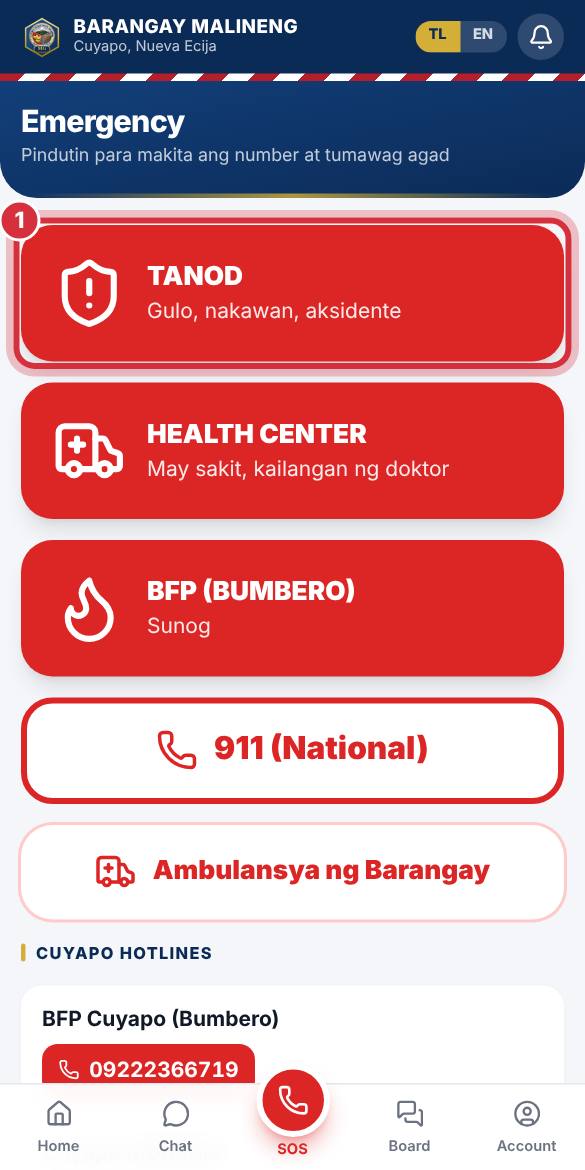 BARANGAY MALINENG
Cuyapo, Nueva Ecija
TL EN
Emergency
Pindutin para makita ang number at tumawag agad
1
TANOD
Gulo, nakawan, aksidente
HEALTH CENTER
May sakit, kailangan ng doktor
BFP (BUMBERO)
Sunog
911 (National)
Ambulansya ng Barangay
CUYAPO HOTLINES
BFP Cuyapo (Bumbero)
09222366719
Home Chat SOS Board Account